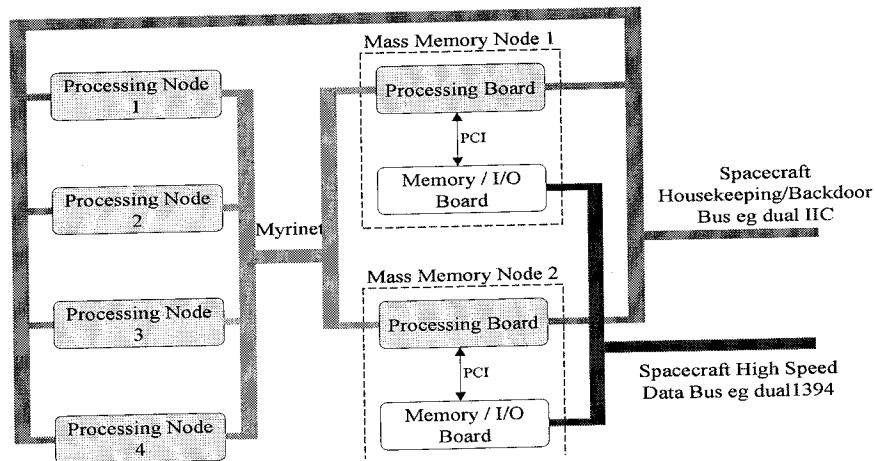 Mass Memory Node 1
Processing Node
1
Processing Board
PCI
Memory / I/O
Board
Processing Node
2
Myrinet
Spacecraft
Housekeeping/Backdoor
Bus eg dual IIC
Mass Memory Node 2
Processing Node
3
Processing Board
PCI
Spacecraft High Speed
Data Bus eg dual1394
Processing Node
4
Memory / I/O
Board